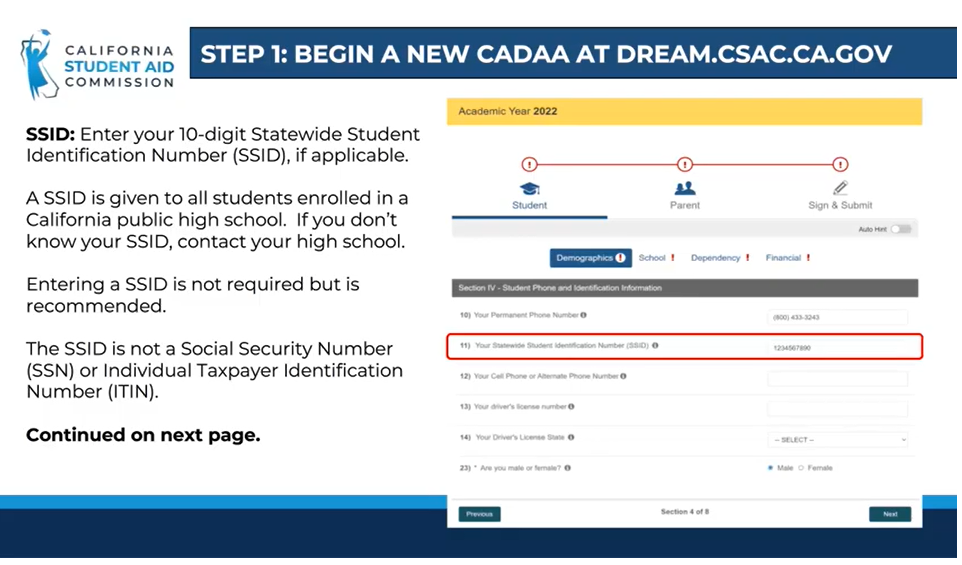 CALIFORNIA
STUDENT AID
COMMISSION
STEP 1: BEGIN A NEW CADAA AT DREAM.CSAC.CA.GOV
SSID: Enter your 10-digit Statewide Student
Identification Number (SSID), if applicable.
A SSID is given to all students enrolled in a
California public high school. If you don't
know your SSID, contact your high school.
Entering a SSID is not required but is
recommended.
The SSID is not a Social Security Number
(SSN) or Individual Taxpayer Identification
Number (ITIN).
Continued on next page.
Academic Year 2022
Student
Parent
Sign & Submit
Auto Hint
Demographics ! School ! Dependency ! Financial !
Section IV - Student Phone and Identification Information
10) Your Permanent Phone Number (800) 433-3243
11) Your Statewide Student Identification Number (SSID) 1234567890
12) Your Cell Phone or Alternate Phone Number
13) Your driver's license number
14) Your Driver's License State -- SELECT --
23) * Are you male or female? Male Female
Previous
Section 4 of 8
Next